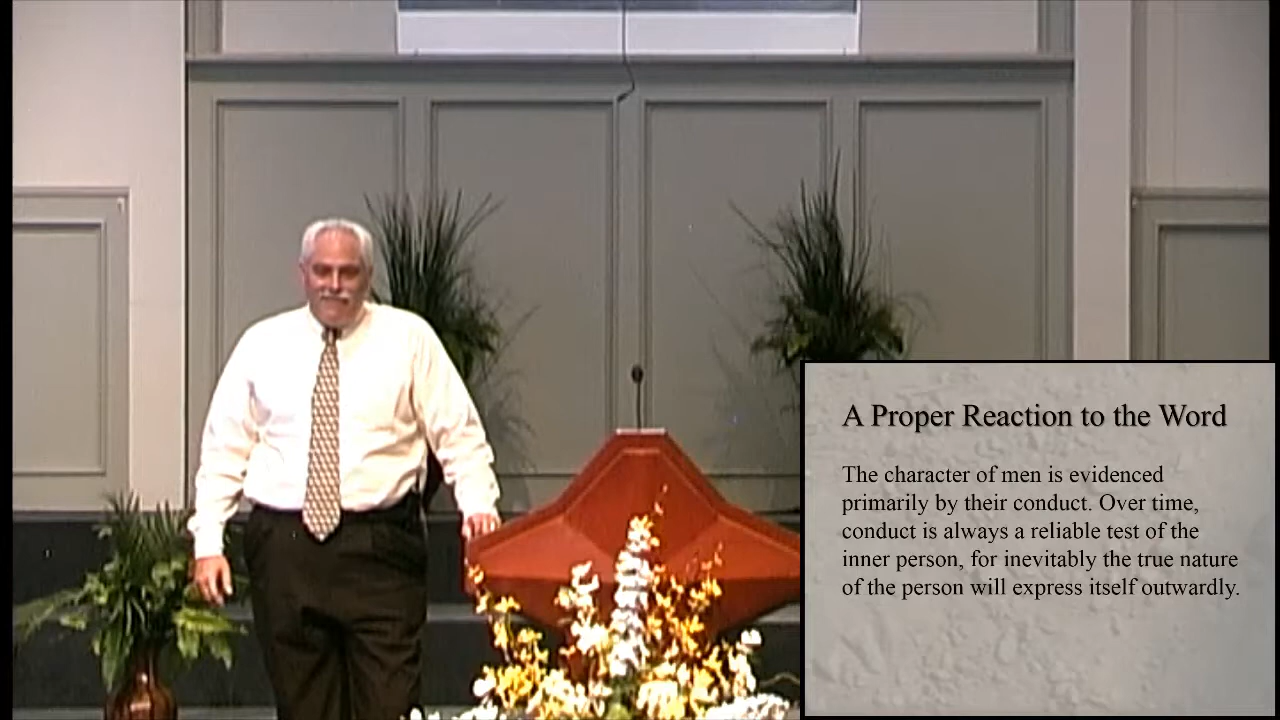 A Proper Reaction to the Word
The character of men is evidenced
primarily by their conduct. Over time,
conduct is always a reliable test of the
inner person, for inevitably the true nature
of the person will express itself outwardly.